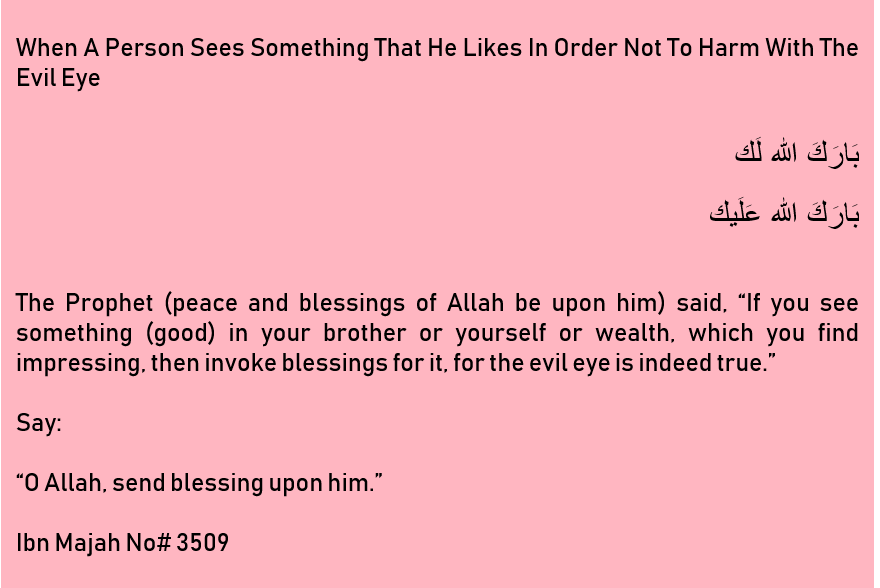 When A Person Sees Something That He Likes In Order Not To Harm With The
Evil Eye
بَارَكَ الله لَك
بَارَكَ الله عَلَيك
The Prophet (peace and blessings of Allah be upon him) said, “If you see
something (good) in your brother or yourself or wealth, which you find
impressing, then invoke blessings for it, for the evil eye is indeed true.”
Say:
“O Allah, send blessing upon him.”
Ibn Majah No# 3509